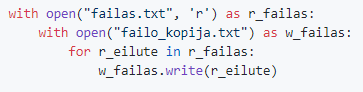 with open("failas.txt", 'r') as r_failas:
    with open("failo_kopija.txt") as w_failas:
        for r_eilute in r_failas:
            w_failas.write(r_eilute)